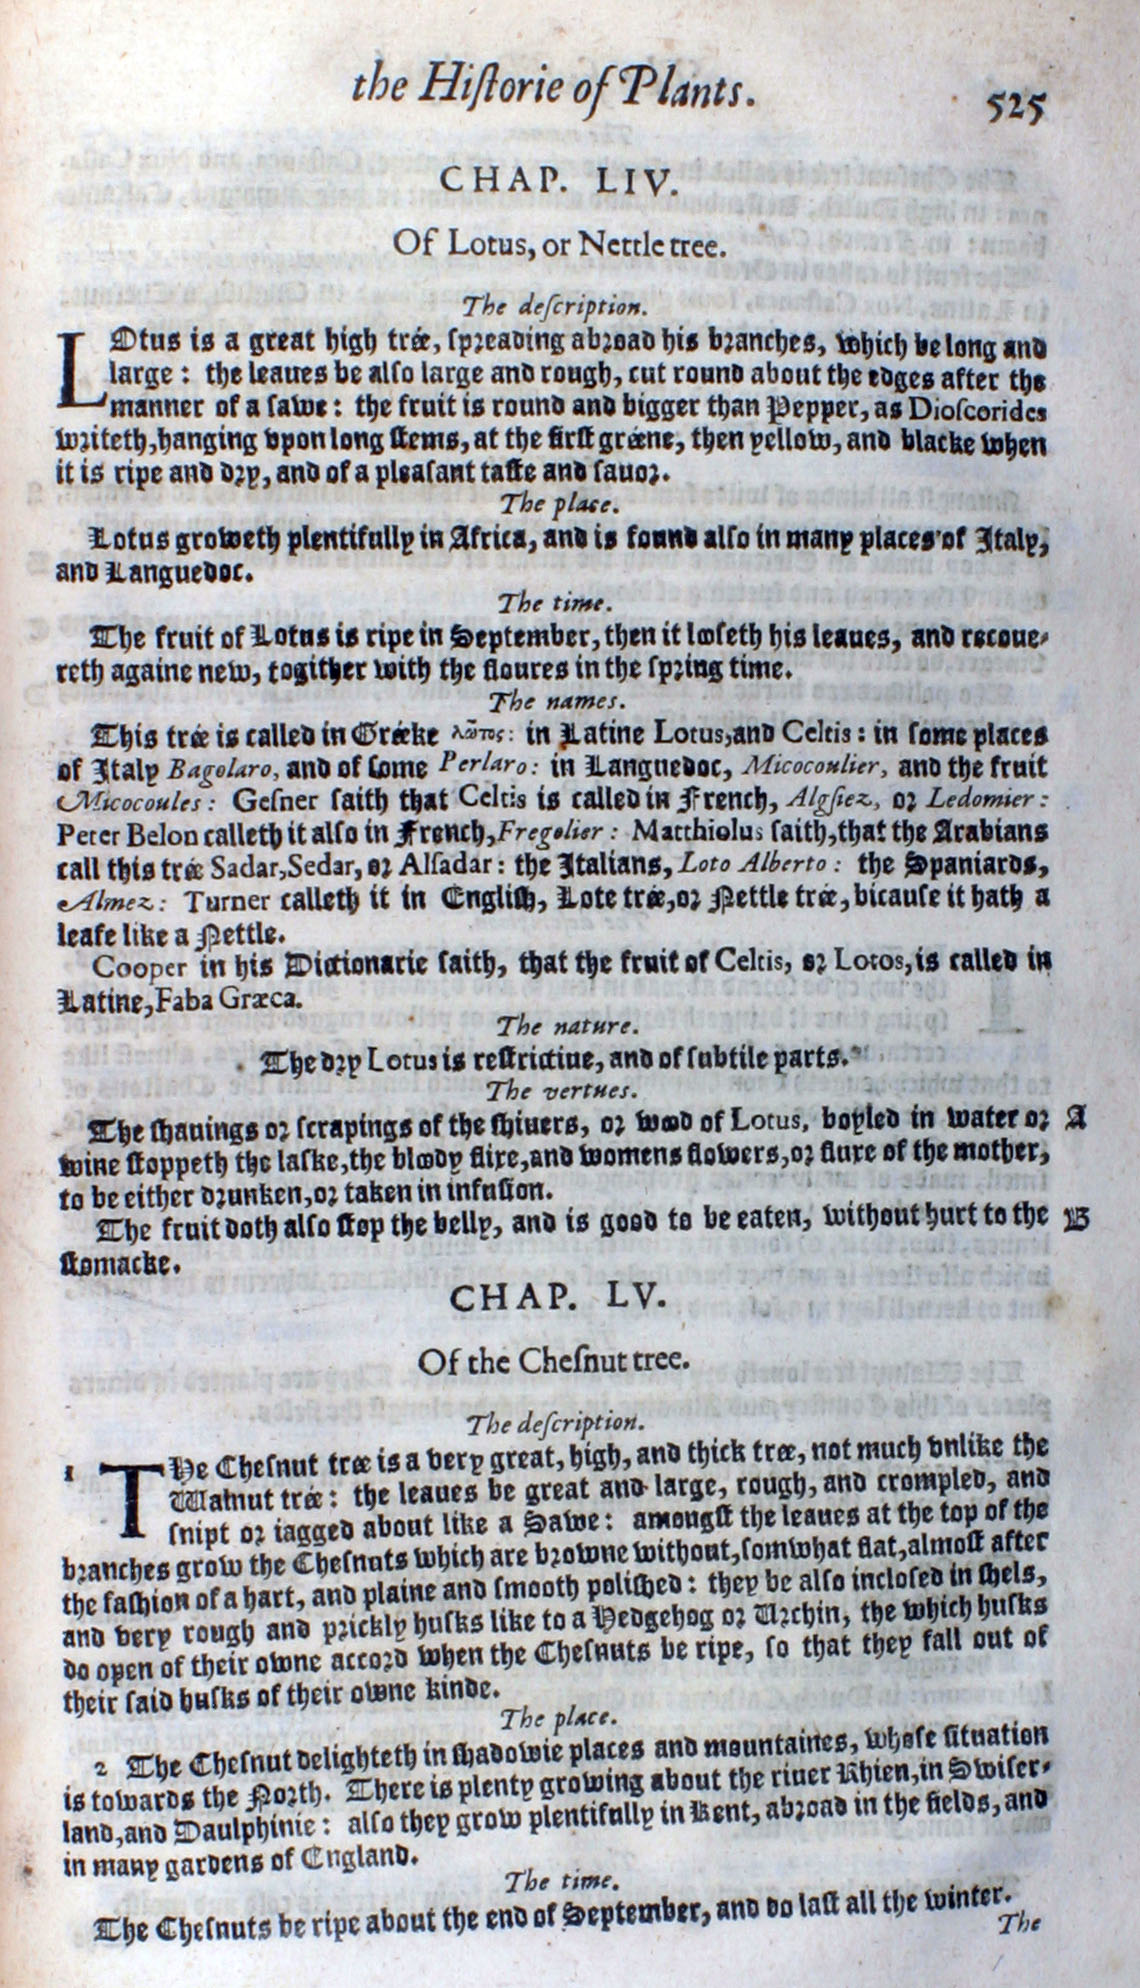 the Hiſtorie of Plants.
525
CHAP. LIV.
Of Lotus, or Nettle tree.
The deſcription.
LOtus is a great high trée, ſpreading abroad his branches, which be long and
large: the leaues be alſo large and rough, cut round about the edges after the
manner of a ſawe: the fruit is round and bigger than Pepper, as Dioſcorides
writeth, hanging vpon long ſtems, at the firſt gréene, then yellow, and blacke when
it is ripe and dry, and of a pleaſant taſte and ſauor.
The place.
Lotus groweth plentifully in Africa, and is found alſo in many places of Italy,
and Languedoc.
The time.
The fruit of Lotus is ripe in September, then it looſeth his leaues, and recoue-
reth againe new, togither with the floures in the ſpring time.
The names.
This trée is called in Gréeke λῶτος: in Latine Lotus, and Celtis: in ſome places
of Italy Bagolaro, and of ſome Perlaro: in Languedoc, Micocoulier, and the fruit
Micocoules: Geſner ſaith that Celtis is called in French, Algſiez, or Ledomier:
Peter Belon calleth it alſo in French, Fregolier: Matthiolus ſaith, that the Arabians
call this trée Sadar, Sedar, or Alſadar: the Italians, Loto Alberto: the Spaniards,
Almez: Turner calleth it in Engliſh, Lote trée, or Nettle trée, bicauſe it hath a
leafe like a Nettle.
Cooper in his Dictionarie ſaith, that the fruit of Celtis, or Lotos, is called in
Latine, Faba Græca.
The nature.
The dry Lotus is reſtrictiue, and of ſubtile parts.
The vertues.
The ſhauings or ſcrapings of the ſhiuers, or wood of Lotus, boyled in water or A
wine ſtoppeth the laſke, the bloody flixe, and womens flowers, or fluxe of the mother,
to be either drunken, or taken in infuſion.
The fruit doth alſo ſtop the belly, and is good to be eaten, without hurt to the B
ſtomacke.
CHAP. LV.
Of the Cheſnut tree.
The deſcription.
1 THe Cheſnut trée is a very great, high, and thick trée, not much vnlike the
Walnut trée: the leaues be great and large, rough, and crompled, and
ſnipt or iagged about like a Sawe: amongſt the leaues at the top of the
branches grow the Cheſnuts which are browne without, ſomwhat flat, almoſt after
the faſhion of a hart, and plaine and ſmooth poliſhed: they be alſo incloſed in ſhels,
and very rough and prickly huſks like to a Hedgehog or Urchin, the which huſks
do open of their owne accord when the Cheſnuts be ripe, ſo that they fall out of
their ſaid huſks of their owne kinde.
The place.
2 The Cheſnut delighteth in ſhadowie places and mountaines, whoſe ſituation
is towards the North. There is plenty growing about the riuer Rhien, in Swiſer-
land, and Daulphinie: alſo they grow plentifully in Kent, abroad in the fields, and
in many gardens of England.
The time.
The Cheſnuts be ripe about the end of September, and do laſt all the winter.
The